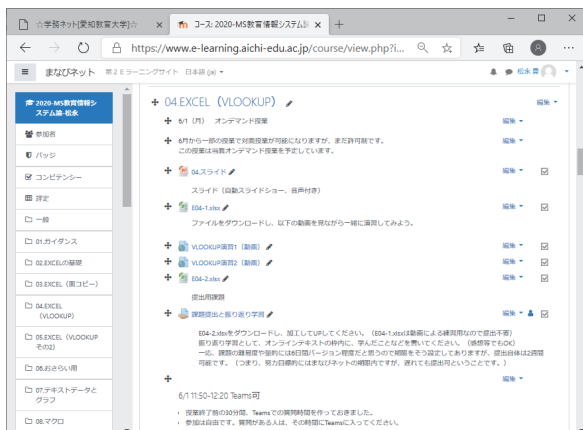 ☆学務ネット[愛知教育大学]☆
コース: 2020-MS教育情報システム論
https://www.e-learning.aichi-edu.ac.jp/course/view.php?i...
まなびネット 第2Eラーニングサイト 日本語 (ja)
2020-MS教育情報システム論-松永
参加者
バッジ
コンピテンシー
評定
一般
01.ガイダンス
02.EXCELの基礎
03.EXCEL（面コピー）
04.EXCEL（VLOOKUP）
05.EXCEL（VLOOKUPその2）
06.おさらい用
07.テキストデータとグラフ
08.マクロ
04.EXCEL（VLOOKUP） 編集
6/1（月） オンデマンド授業 編集
6月から一部の授業で対面授業が可能になりますが、まだ許可制です。 編集
この授業は当面オンデマンド授業を予定しています。
04.スライド 編集
スライド（自動スライドショー、音声付き）
E04-1.xlsx 編集
ファイルをダウンロードし、以下の動画を見ながら一緒に演習してみよう。
VLOOKUP演習1（動画） 編集
VLOOKUP演習2（動画） 編集
E04-2.xlsx 編集
提出用課題
課題提出と振り返り学習 編集
E04-2.xlsxをダウンロードし、加工してUPしてください。（E04-1.xlsxは動画による練習用なので提出不要）
振り返り学習として、オンラインテキストの枠内に、学んだことなどを書いてください。（感想等でもOK）
一応、課題の難易度や量的には6日間バージョン程度だと思うので期限をそう設定してありますが、提出自体は2週間
可能です。（つまり、努力目標的にはまなびネットの期限内ですが、遅れても提出可ということです。）
編集
6/1 11:50-12:20 Teams可
授業終了前の30分間、Teamsでの質問時間を作っておきました。
参加は自由です。質問がある人は、その時間にTeamsに入ってください。